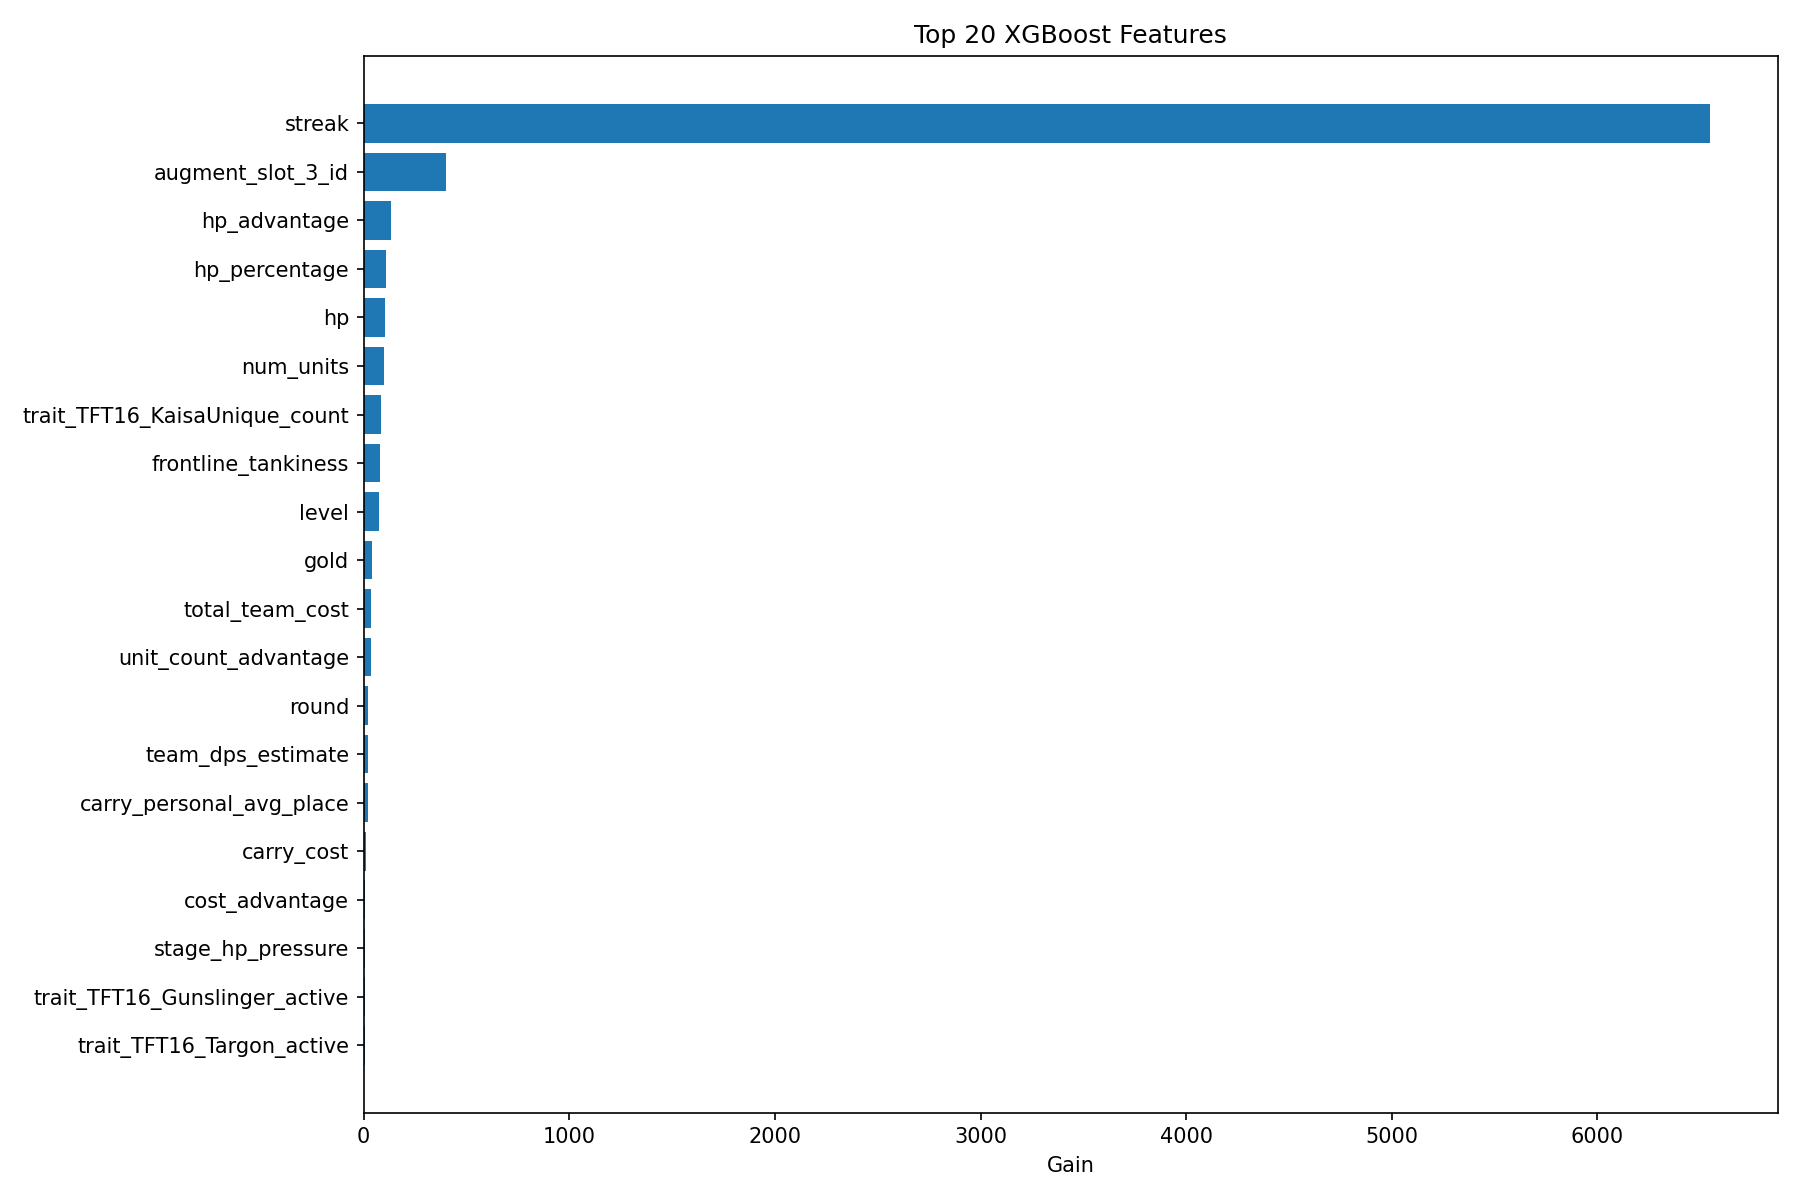 Top 20 XGBoost Features
streak
augment_slot_3_id
hp_advantage
hp_percentage
hp
num_units
trait_TFT16_KaisaUnique_count
frontline_tankiness
level
gold
total_team_cost
unit_count_advantage
round
team_dps_estimate
carry_personal_avg_place
carry_cost
cost_advantage
stage_hp_pressure
trait_TFT16_Gunslinger_active
trait_TFT16_Targon_active
0 1000 2000 3000 4000 5000 6000
Gain